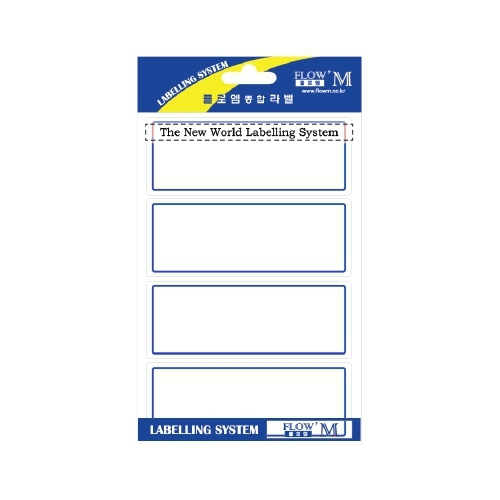 LABELLING SYSTEM
FLOW'M
플로엠
www.flowm.co.kr
플로엠종합라벨
The New World Labelling System
LABELLING SYSTEM
FLOW'M
플로엠